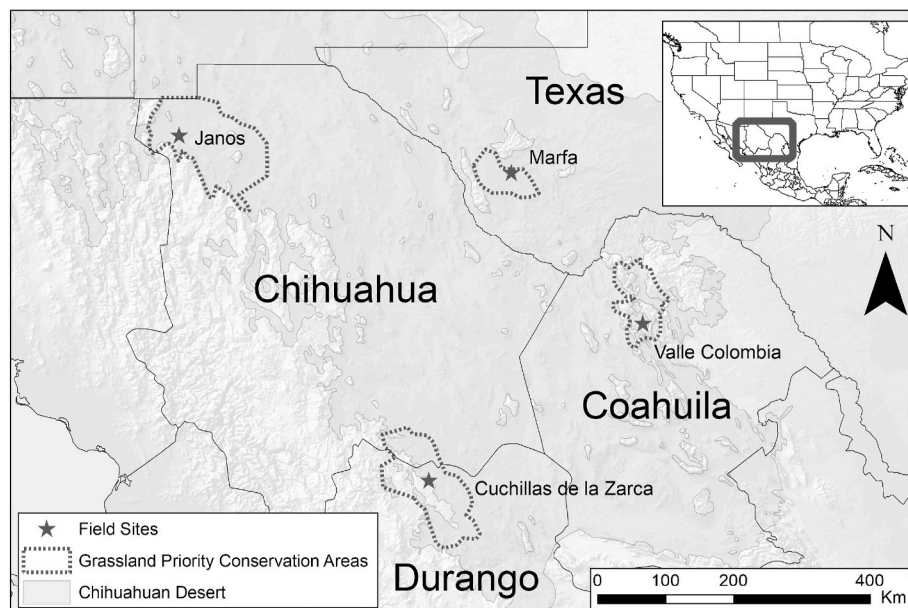 Texas
Janos
Marfa
N
Chihuahua
Valle Colombia
Coahuila
Cuchillas de la Zarca
Durango
Field Sites
Grassland Priority Conservation Areas
Chihuahuan Desert
0 100 200 400
Km